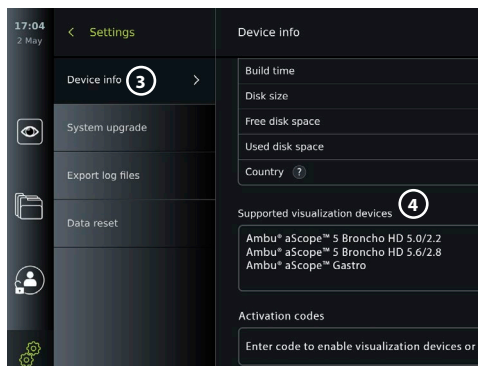 17:04
2 May
< Settings
Device info 3 >
System upgrade
Export log files
Data reset
Device info
Build time
Disk size
Free disk space
Used disk space
Country ?
Supported visualization devices 4
Ambu® aScope™ 5 Broncho HD 5.0/2.2
Ambu® aScope™ 5 Broncho HD 5.6/2.8
Ambu® aScope™ Gastro
Activation codes
Enter code to enable visualization devices or